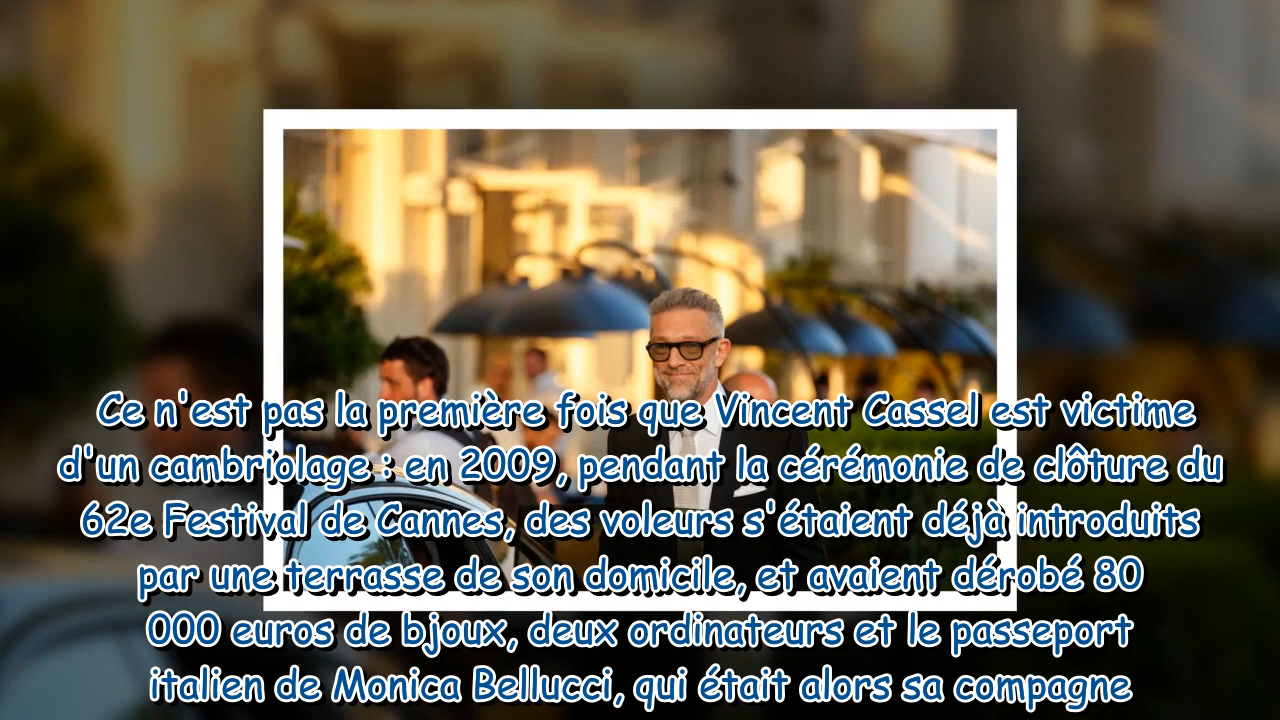 Ce n'est pas la première fois que Vincent Cassel est victime
d'un cambriolage : en 2009, pendant la cérémonie de clôture du
62e Festival de Cannes, des voleurs s'étaient déjà introduits
par une terrasse de son domicile, et avaient dérobé 80
000 euros de bjoux, deux ordinateurs et le passeport
italien de Monica Bellucci, qui était alors sa compagne